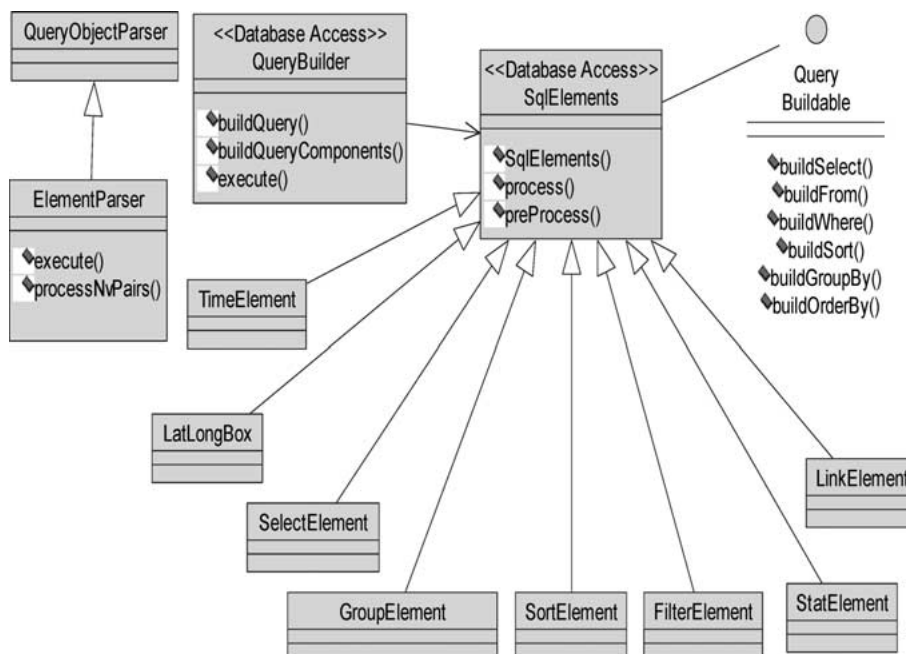 QueryObjectParser
<<Database Access>>
QueryBuilder
buildQuery()
buildQueryComponents()
execute()
<<Database Access>>
SqlElements
SqlElements()
process()
preProcess()
Query
Buildable
buildSelect()
buildFrom()
buildWhere()
buildSort()
buildGroupBy()
buildOrderBy()
ElementParser
execute()
processNvPairs()
TimeElement
LatLongBox
SelectElement
GroupElement
SortElement
FilterElement
StatElement
LinkElement